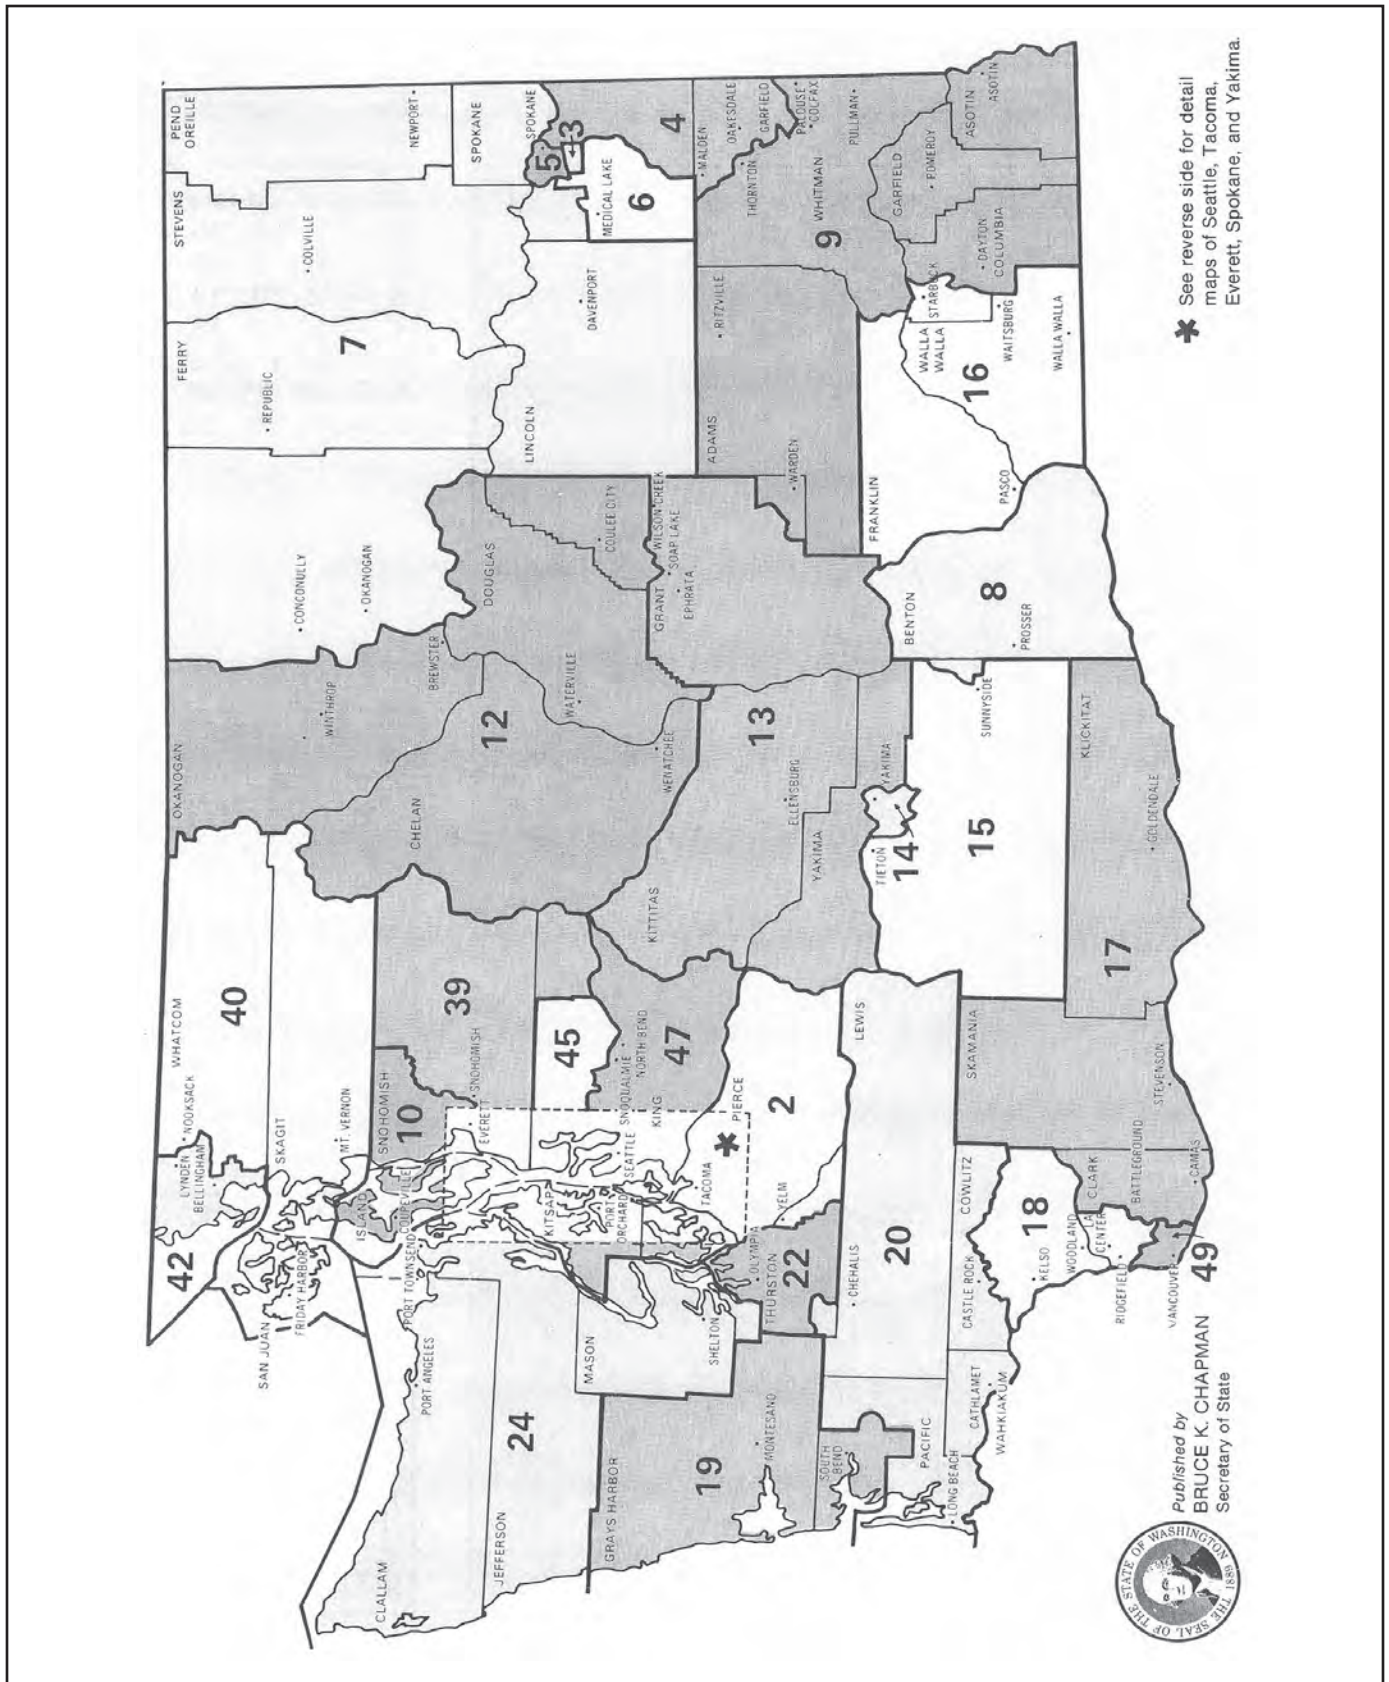 42
LYNDEN
BELLINGHAM
NOOKSACK
WHATCOM
40
SAN JUAN
FRIDAY HARBOR
SKAGIT
MT. VERNON
OKANOGAN
WINTHROP
CONCONULLY
OKANOGAN
BREWSTER
FERRY
REPUBLIC
7
STEVENS
COLVILLE
PEND
OREILLE
NEWPORT
CLALLAM
PORT ANGELES
PORT TOWNSEND
ISLAND
COUPEVILLE
SNOHOMISH
10
39
EVERETT
SNOHOMISH
CHELAN
12
DOUGLAS
WATERVILLE
WENATCHEE
COULEE CITY
LINCOLN
DAVENPORT
SPOKANE
SPOKANE
5
3
MEDICAL LAKE
6
4
JEFFERSON
24
KITSAP
PORT
ORCHARD
SEATTLE
45
SNOQUALMIE
NORTH BEND
KING
47
MASON
SHELTON
GRAYS HARBOR
19
MONTESANO
TACOMA
*
PIERCE
2
OLYMPIA
YELM
THURSTON
22
KITTITAS
13
ELLENSBURG
YAKIMA
GRANT
WILSON CREEK
SOAP LAKE
EPHRATA
ADAMS
RITZVILLE
WARDEN
MALDEN
OAKESDALE
GARFIELD
THORNTON
PALOUSE
COLFAX
WHITMAN
9
PULLMAN
SOUTH
BEND
PACIFIC
LONG BEACH
CHEHALIS
20
LEWIS
TIETON
14
YAKIMA
15
SUNNYSIDE
BENTON
8
PROSSER
FRANKLIN
PASCO
WALLA
WALLA
16
STARBUCK
WAITSBURG
WALLA WALLA
GARFIELD
POMEROY
DAYTON
COLUMBIA
ASOTIN
ASOTIN
CATHLAMET
WAHKIAKUM
CASTLE ROCK
COWLITZ
KELSO
18
WOODLAND
LA
CENTER
RIDGEFIELD
CLARK
BATTLEGROUND
VANCOUVER
49
CAMAS
SKAMANIA
STEVENSON
17
KLICKITAT
GOLDENDALE
THE STATE OF WASHINGTON
THE SEAL OF
1889
Published by
BRUCE K. CHAPMAN
Secretary of State
* See reverse side for detail
maps of Seattle, Tacoma,
Everett, Spokane, and Yakima.